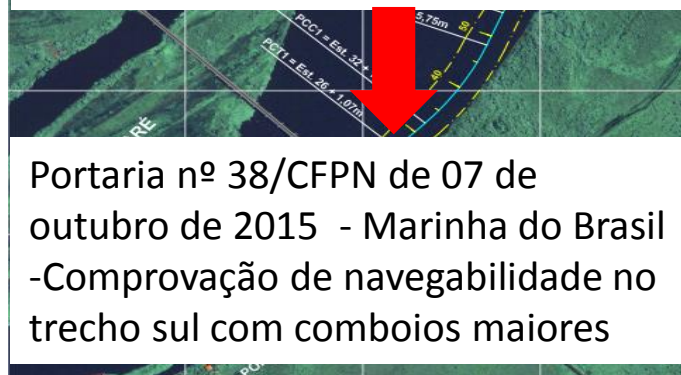 5,75m
PCC1 = Est. 32 +
50
PCT1 = Est. 26 + 1,07m
40
RÉ
Portaria nº 38/CFPN de 07 de
outubro de 2015 - Marinha do Brasil
-Comprovação de navegabilidade no
trecho sul com comboios maiores